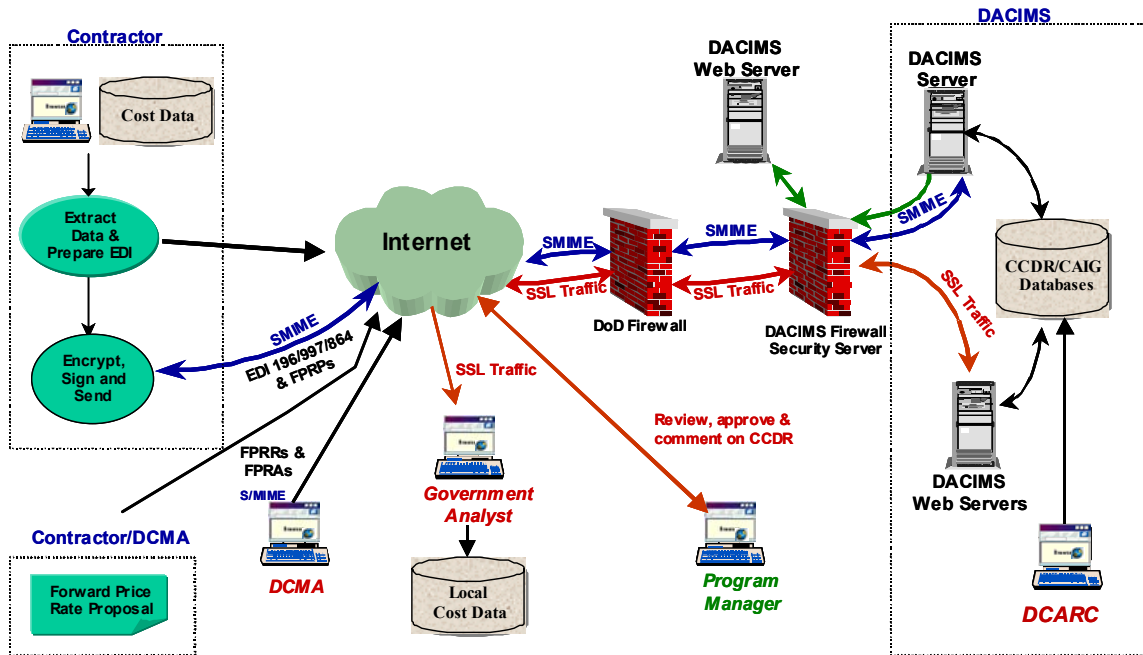 Contractor
Cost Data
Extract
Data &
Prepare EDI
Encrypt,
Sign and
Send
SMIME
EDI 196/997/864
& FPRPs
Contractor/DCMA
Forward Price
Rate Proposal
FPRRs &
FPRAs
S/MIME
DCMA
Internet
SSL Traffic
Government
Analyst
Local
Cost Data
SMIME
SSL Traffic
DoD Firewall
SMIME
SSL Traffic
DACIMS
Web Server
DACIMS Firewall
Security Server
Review, approve &
comment on CCDR
Program
Manager
DACIMS
DACIMS
Server
SMIME
CCDR/CAIG
Databases
SSL Traffic
DACIMS
Web Servers
DCARC